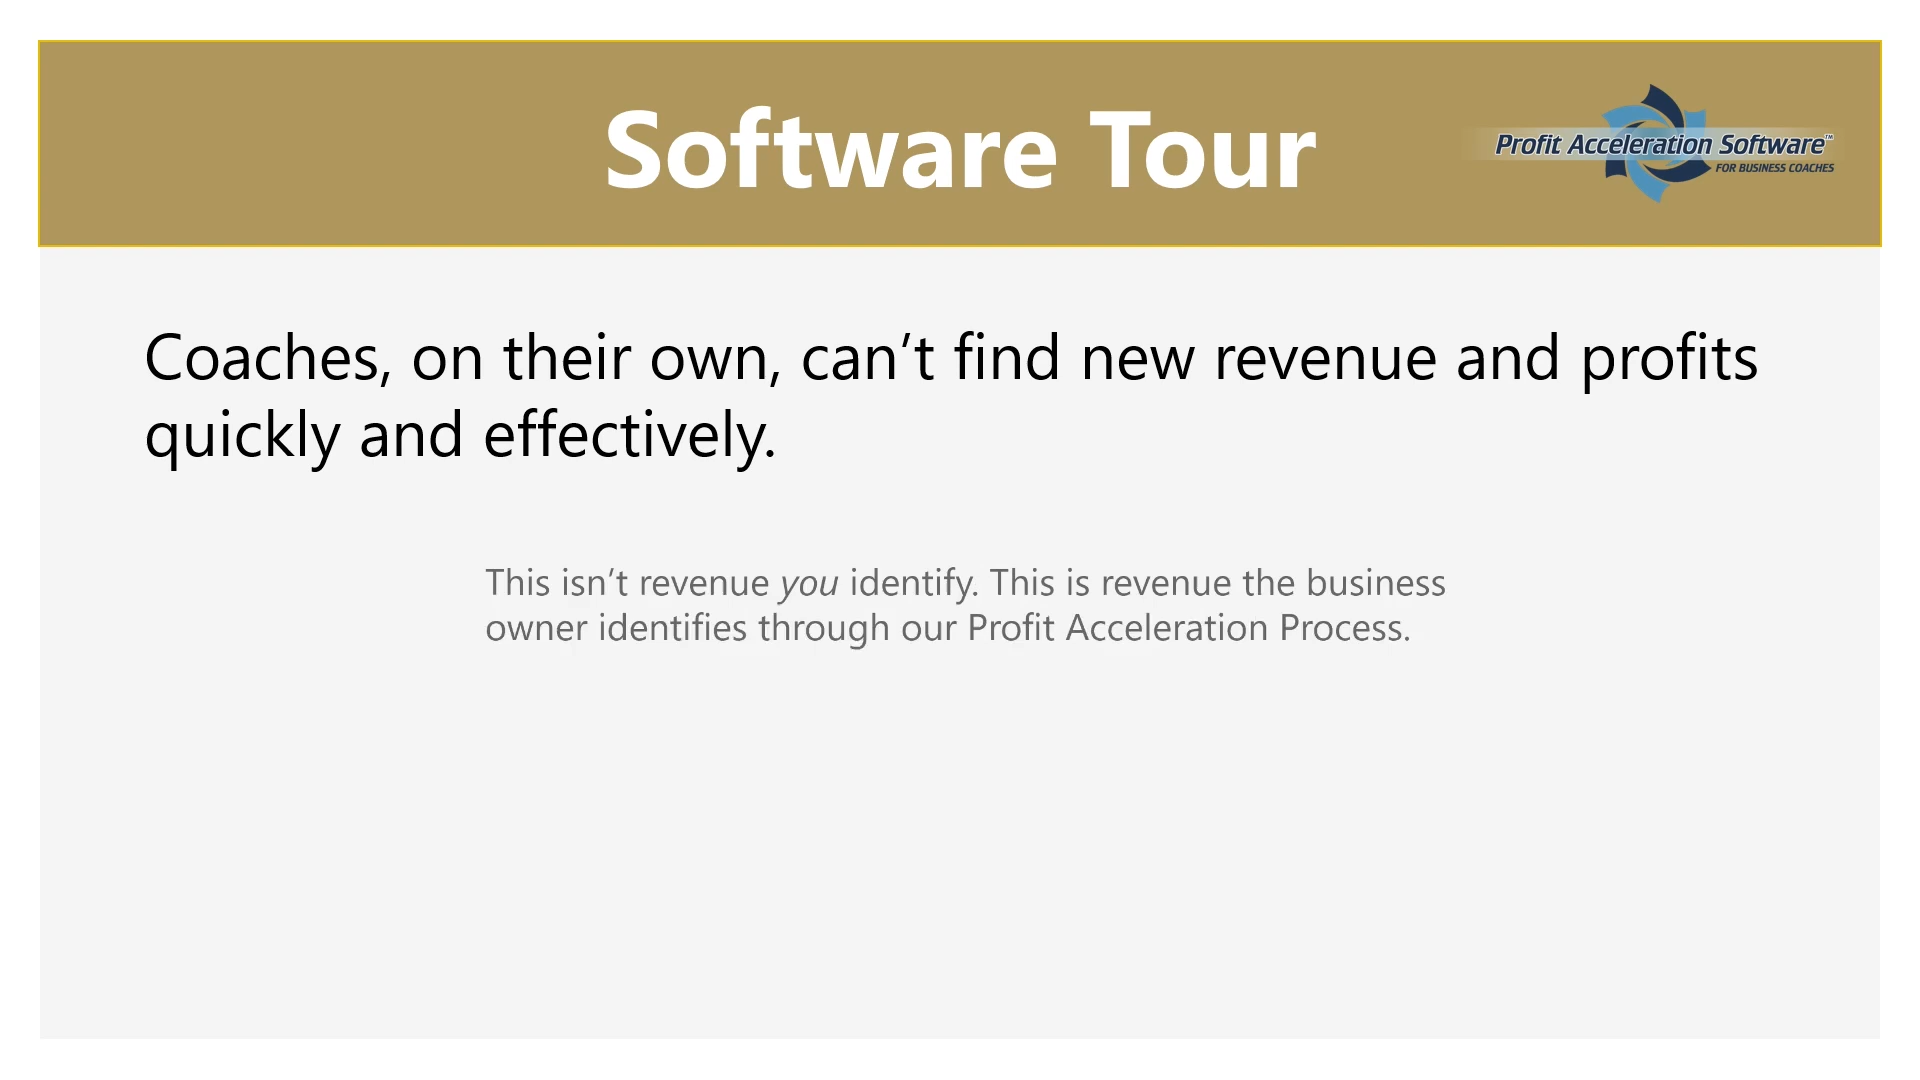 Software Tour
Profit Acceleration Software™
FOR BUSINESS COACHES
Coaches, on their own, can’t find new revenue and profits
quickly and effectively.
This isn’t revenue you identify. This is revenue the business
owner identifies through our Profit Acceleration Process.